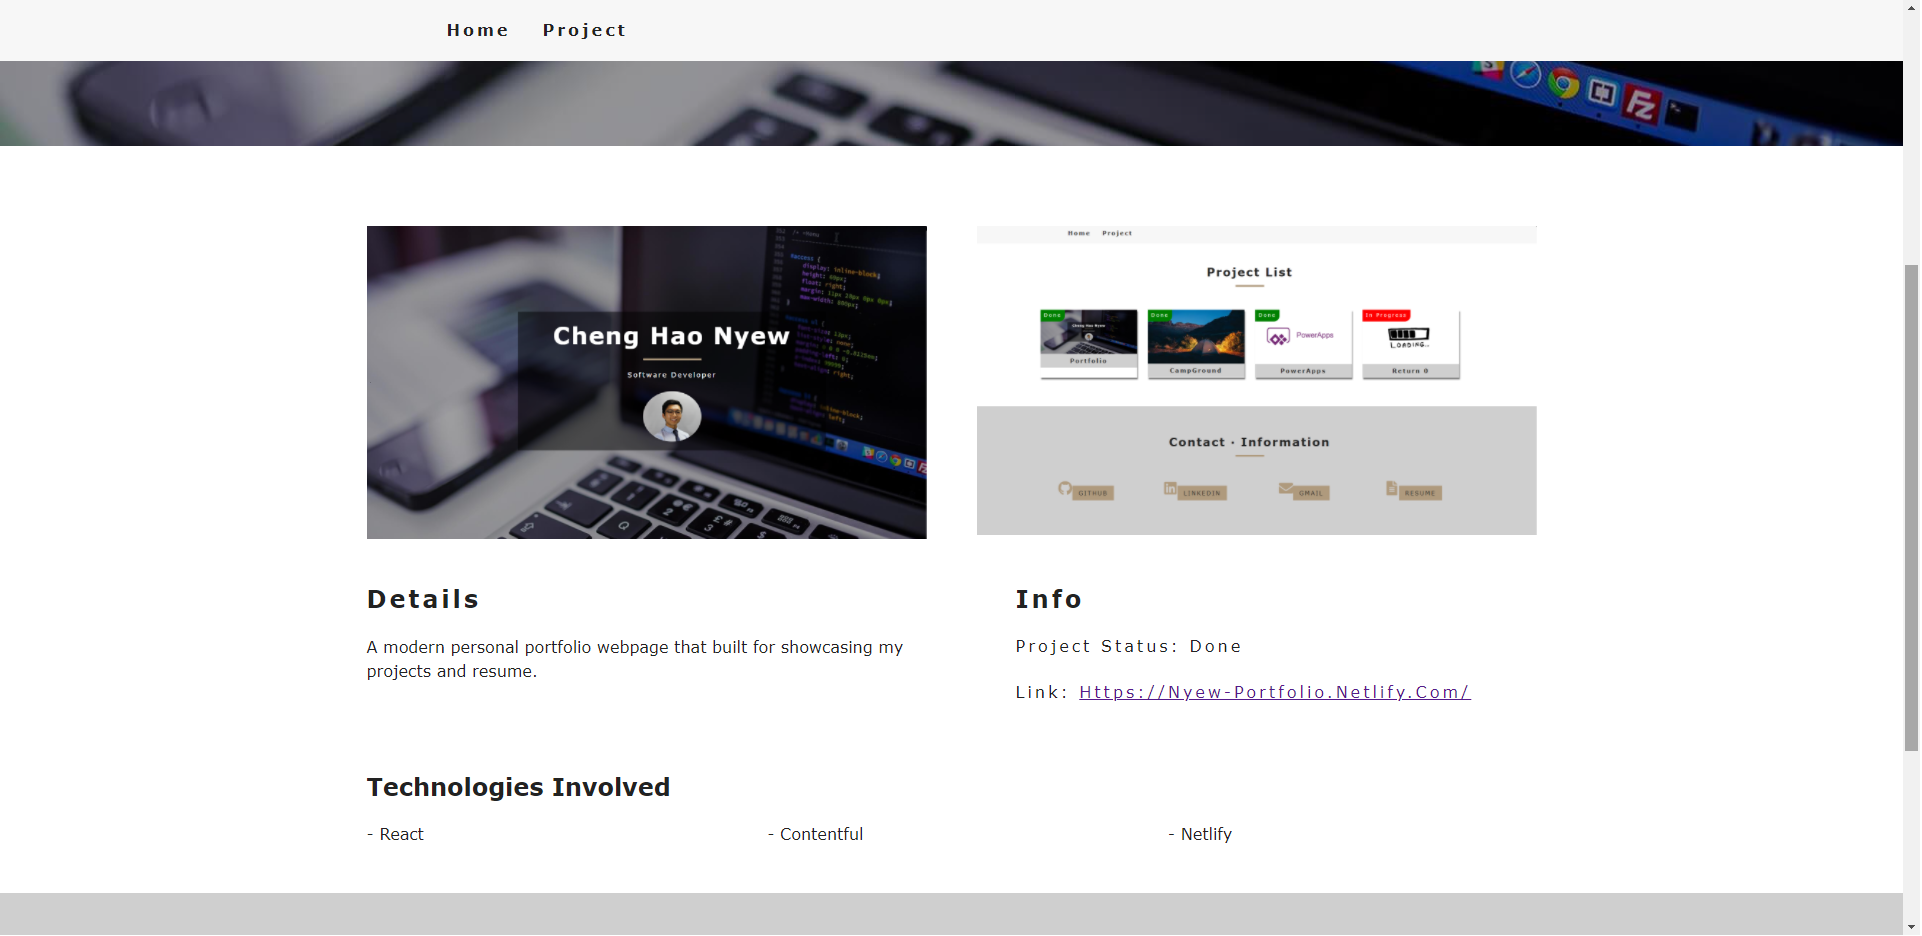 Home Project
Cheng Hao Nyew
Software Developer
Home Project
Project List
Done
Done
Done
In Progress
Cheng Hao Nyew
PowerApps
LOADING...
Portfolio
CampGround
PowerApps
Return 0
Contact · Information
GITHUB
LINKEDIN
GMAIL
RESUME
Details
A modern personal portfolio webpage that built for showcasing my
projects and resume.
Info
Project Status: Done
Link: Https://Nyew-Portfolio.Netlify.Com/
Technologies Involved
- React
- Contentful
- Netlify